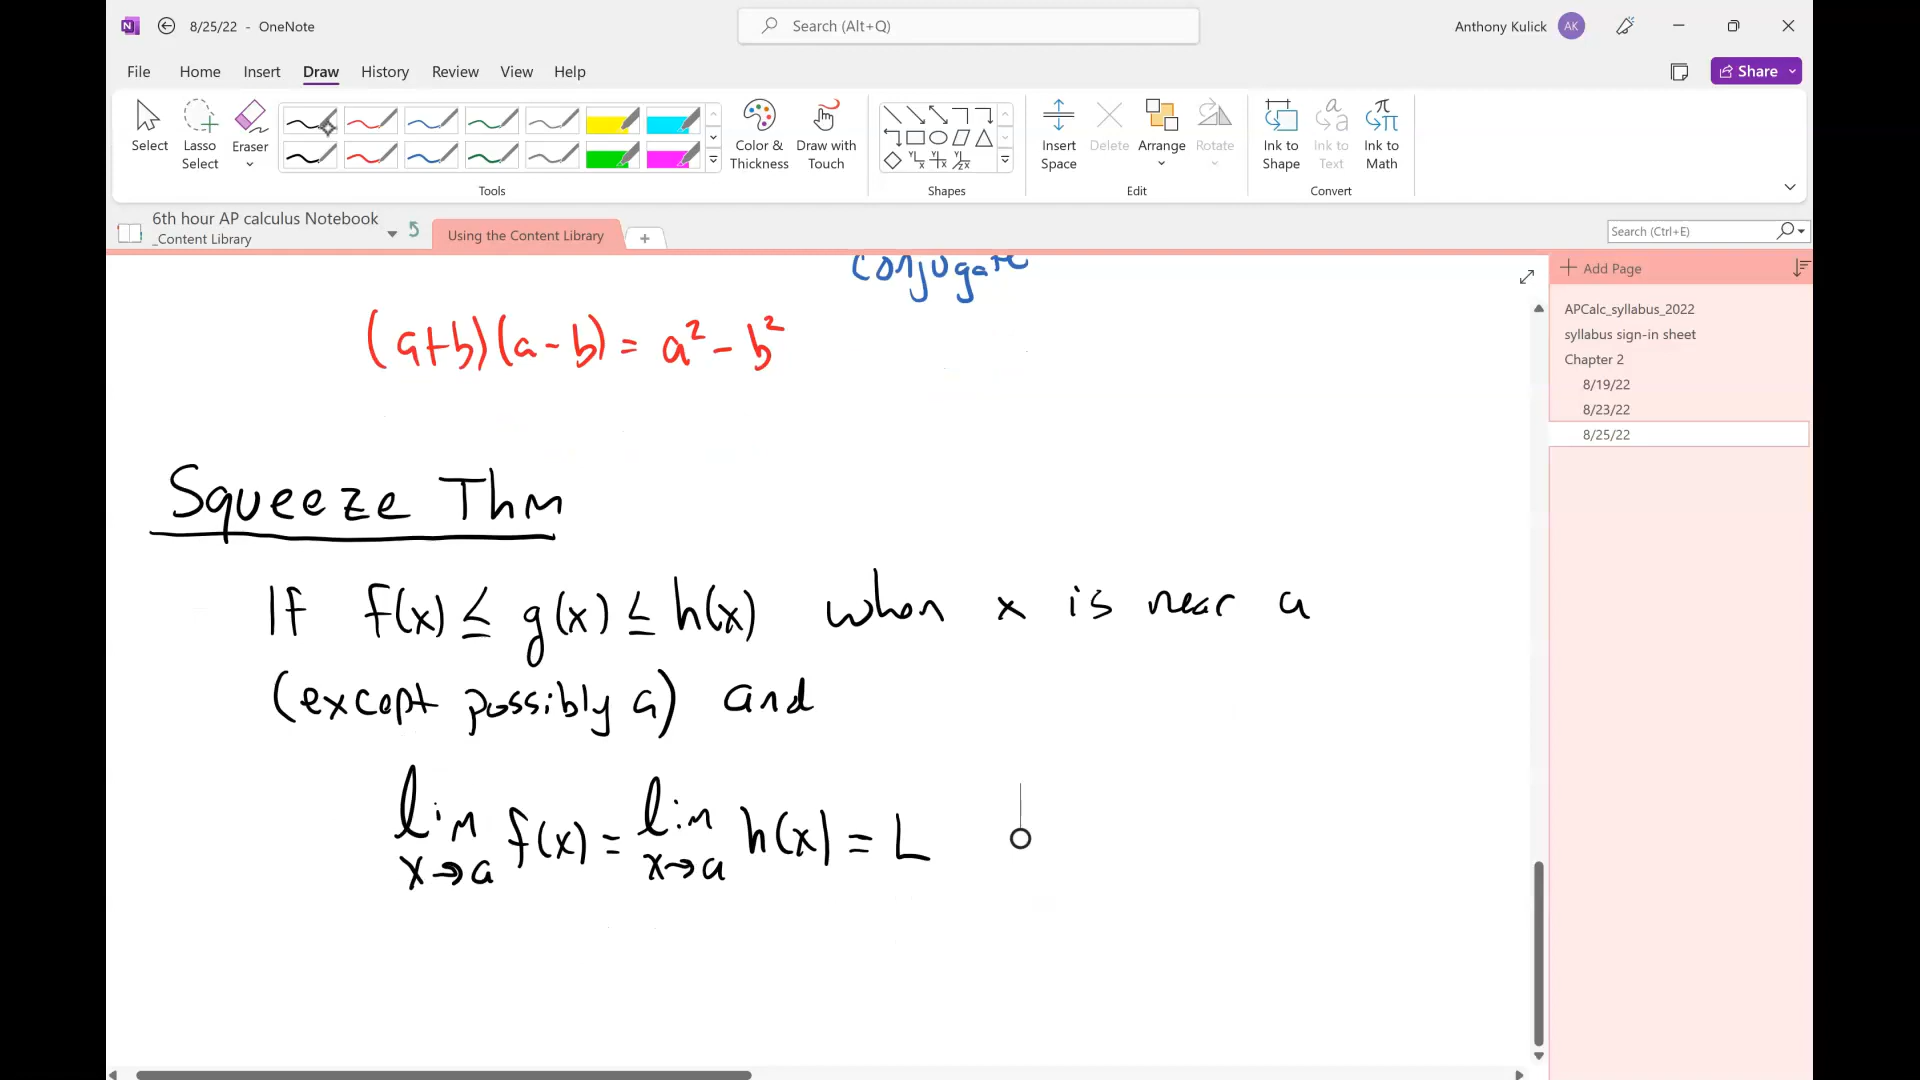 8/25/22 - OneNote
Search (Alt+Q)
Anthony Kulick AK
File Home Insert Draw History Review View Help
Share
Select
Lasso Select
Eraser
Color & Thickness
Draw with Touch
Insert Space
Delete
Arrange
Rotate
Ink to Shape
Ink to Text
Ink to Math
Tools Shapes Edit Convert
6th hour AP calculus Notebook
_Content Library
Using the Content Library
Search (Ctrl+E)
Add Page
APCalc_syllabus_2022
syllabus sign-in sheet
Chapter 2
8/19/22
8/23/22
8/25/22
conjugate
(a+b)(a-b) = a² - b²
Squeeze Thm
If f(x) ≤ g(x) ≤ h(x) when x is near a
(except possibly a) and
lim x→a f(x) = lim x→a h(x) = L